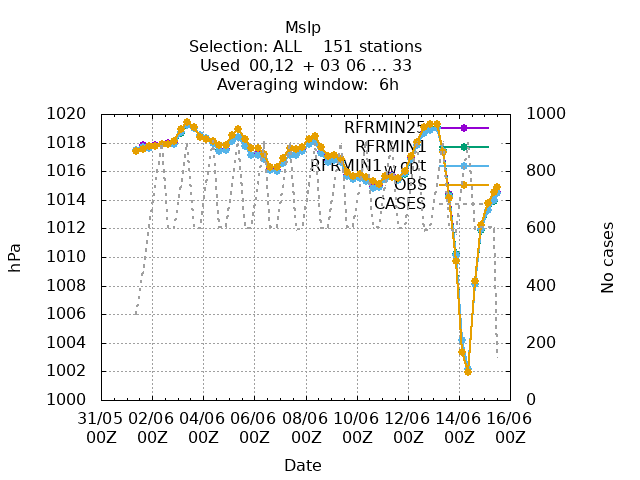 Mslp
Selection: ALL 151 stations
Used 00,12 + 03 06 ... 33
Averaging window: 6h
1020
1018
1016
1014
1012
1010
1008
1006
1004
1002
1000
hPa
1000
800
600
400
200
0
No cases
RFRMIN25
RFRMIN1
RFRMIN1_w_opt
OBS
CASES
31/05 02/06 04/06 06/06 08/06 10/06 12/06 14/06 16/06
00Z 00Z 00Z 00Z 00Z 00Z 00Z 00Z 00Z
Date